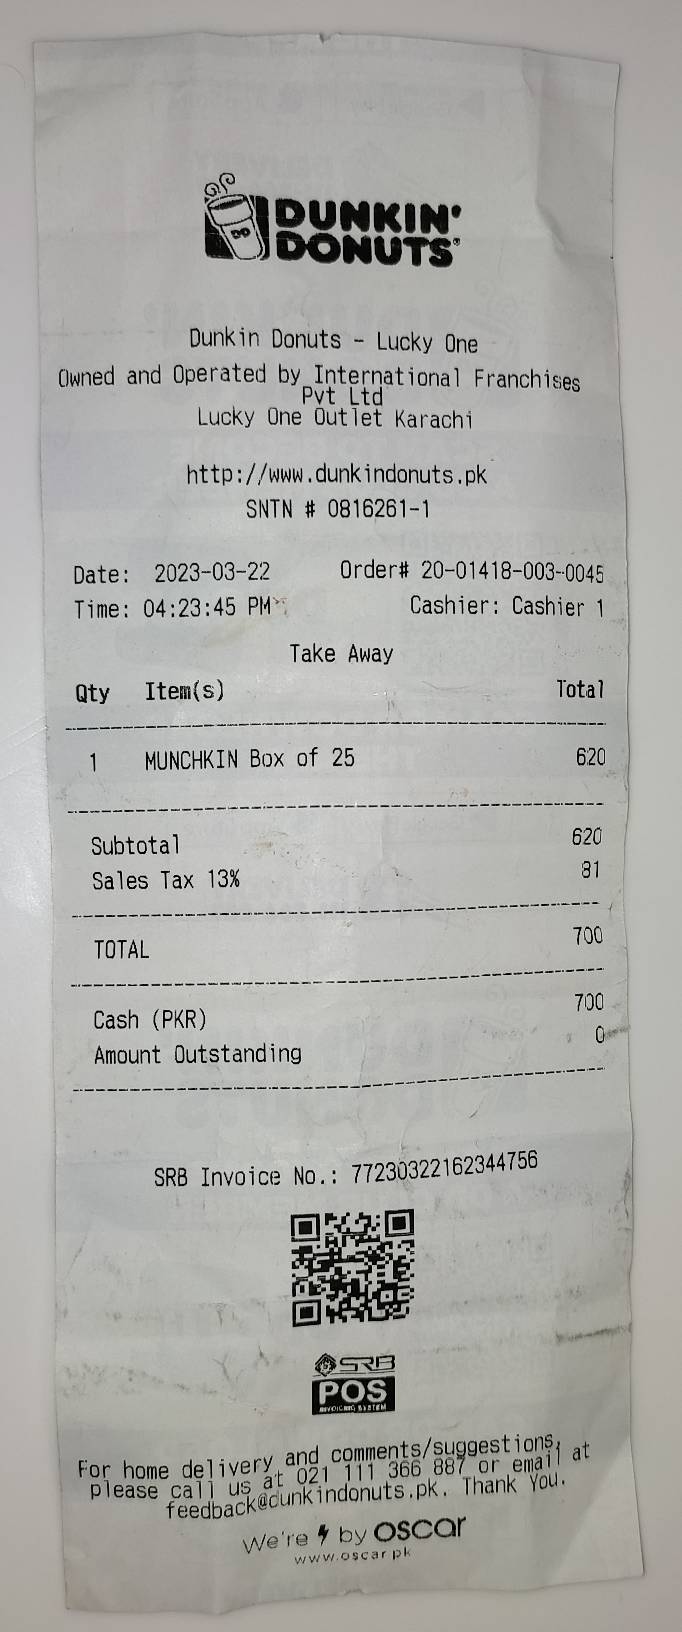 DUNKIN'
DONUTS
Dunkin Donuts - Lucky One
Owned and Operated by International Franchises
Pvt Ltd
Lucky One Outlet Karachi
http://www.dunkindonuts.pk
SNTN # 0816261-1
Date: 2023-03-22 Order# 20-01418-003-0045
Time: 04:23:45 PM Cashier: Cashier 1
Take Away
Qty Item(s) Total
1 MUNCHKIN Box of 25 620
Subtotal 620
Sales Tax 13% 81
TOTAL 700
Cash (PKR) 700
Amount Outstanding 0
SRB Invoice No.: 77230322162344756
SRB
POS
INVOICING SYSTEM
For home delivery and comments/suggestions,
please call us at 021 111 366 887 or email at
feedback@dunkindonuts.pk. Thank You.
We're by oscar
www.oscar.pk